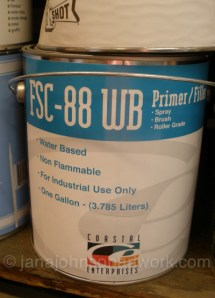 SHOT
FSC-88 WB
Primer/Fille
- Spray
- Brush
- Roller Grade
- Water Based
- Non Flammable
- For Industrial Use Only
- One Gallon - (3.785 Liters)
COASTAL
ENTERPRISES